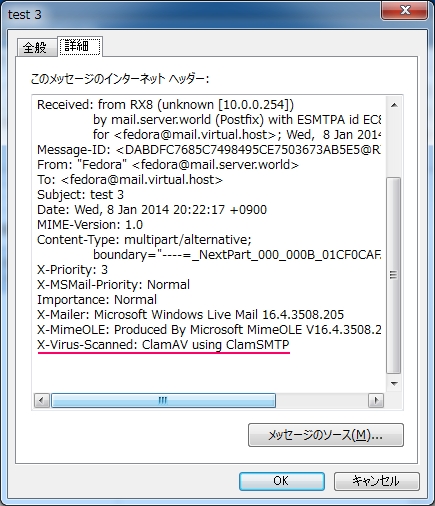 test 3
全般
詳細
このメッセージのインターネット ヘッダー:
Received: from RX8 (unknown [10.0.0.254])
by mail.server.world (Postfix) with ESMTPA id EC8
for <fedora@mail.virtual.host>; Wed,  8 Jan 2014
Message-ID: <DABDFC7685C7498495CE7503673AB5E5@R
From: "Fedora" <fedora@mail.server.world>
To: <fedora@mail.virtual.host>
Subject: test 3
Date: Wed, 8 Jan 2014 20:22:17 +0900
MIME-Version: 1.0
Content-Type: multipart/alternative;
boundary="----=_NextPart_000_000B_01CF0CAF.
X-Priority: 3
X-MSMail-Priority: Normal
Importance: Normal
X-Mailer: Microsoft Windows Live Mail 16.4.3508.205
X-MimeOLE: Produced By Microsoft MimeOLE V16.4.3508.2
X-Virus-Scanned: ClamAV using ClamSMTP
メッセージのソース(M)...
OK
キャンセル